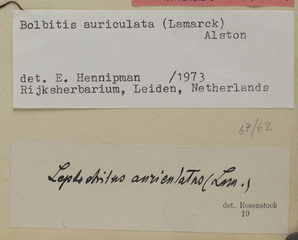 Bolbitis auriculata (Lamarck)
Alston
det. E. Hennipman /1973
Rijksherbarium, Leiden, Netherlands
67/62
Leptochilus auriculatus (Lam.)
det. Rosenstock
19